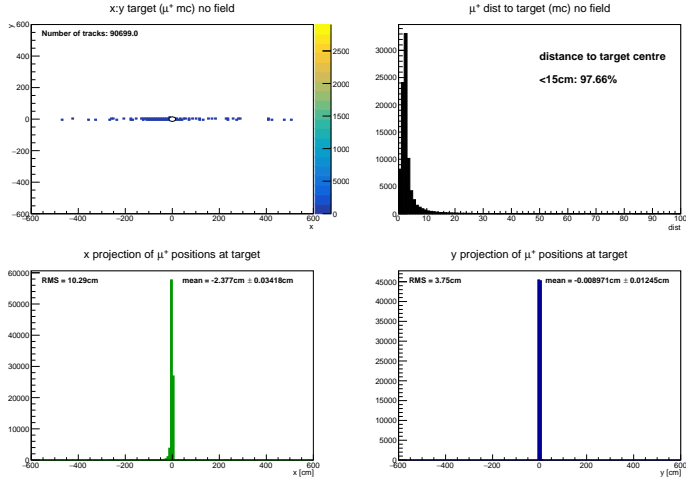 x:y target (μ⁺ mc) no field
y
600
400
200
0
−200
−400
−600
Number of tracks: 90699.0
−600 −400 −200 0 200 400 600
x
25000
20000
15000
10000
5000
0
μ⁺ dist to target (mc) no field
30000
25000
20000
15000
10000
5000
0
distance to target centre
<15cm: 97.66%
0 10 20 30 40 50 60 70 80 90 100
dist
x projection of μ⁺ positions at target
60000
50000
40000
30000
20000
10000
0
RMS = 10.29cm mean = -2.377cm ± 0.03418cm
−600 −400 −200 0 200 400 600
x [cm]
y projection of μ⁺ positions at target
45000
40000
35000
30000
25000
20000
15000
10000
5000
0
RMS = 3.75cm mean = -0.008971cm ± 0.01245cm
−600 −400 −200 0 200 400 600
y [cm]